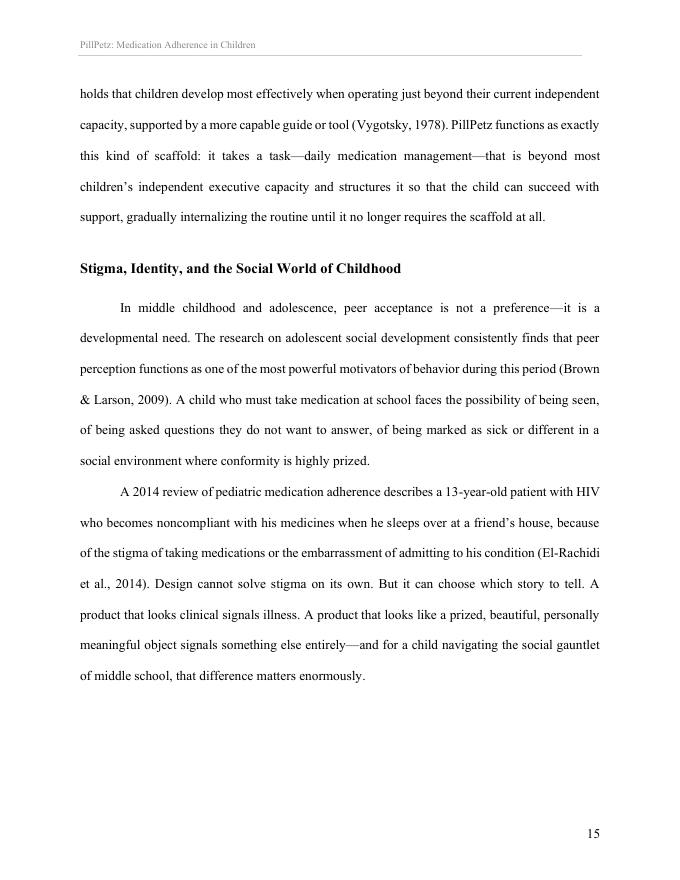 PillPetz: Medication Adherence in Children
holds that children develop most effectively when operating just beyond their current independent
capacity, supported by a more capable guide or tool (Vygotsky, 1978). PillPetz functions as exactly
this kind of scaffold: it takes a task—daily medication management—that is beyond most
children’s independent executive capacity and structures it so that the child can succeed with
support, gradually internalizing the routine until it no longer requires the scaffold at all.
Stigma, Identity, and the Social World of Childhood
In middle childhood and adolescence, peer acceptance is not a preference—it is a
developmental need. The research on adolescent social development consistently finds that peer
perception functions as one of the most powerful motivators of behavior during this period (Brown
& Larson, 2009). A child who must take medication at school faces the possibility of being seen,
of being asked questions they do not want to answer, of being marked as sick or different in a
social environment where conformity is highly prized.
A 2014 review of pediatric medication adherence describes a 13-year-old patient with HIV
who becomes noncompliant with his medicines when he sleeps over at a friend’s house, because
of the stigma of taking medications or the embarrassment of admitting to his condition (El-Rachidi
et al., 2014). Design cannot solve stigma on its own. But it can choose which story to tell. A
product that looks clinical signals illness. A product that looks like a prized, beautiful, personally
meaningful object signals something else entirely—and for a child navigating the social gauntlet
of middle school, that difference matters enormously.
15